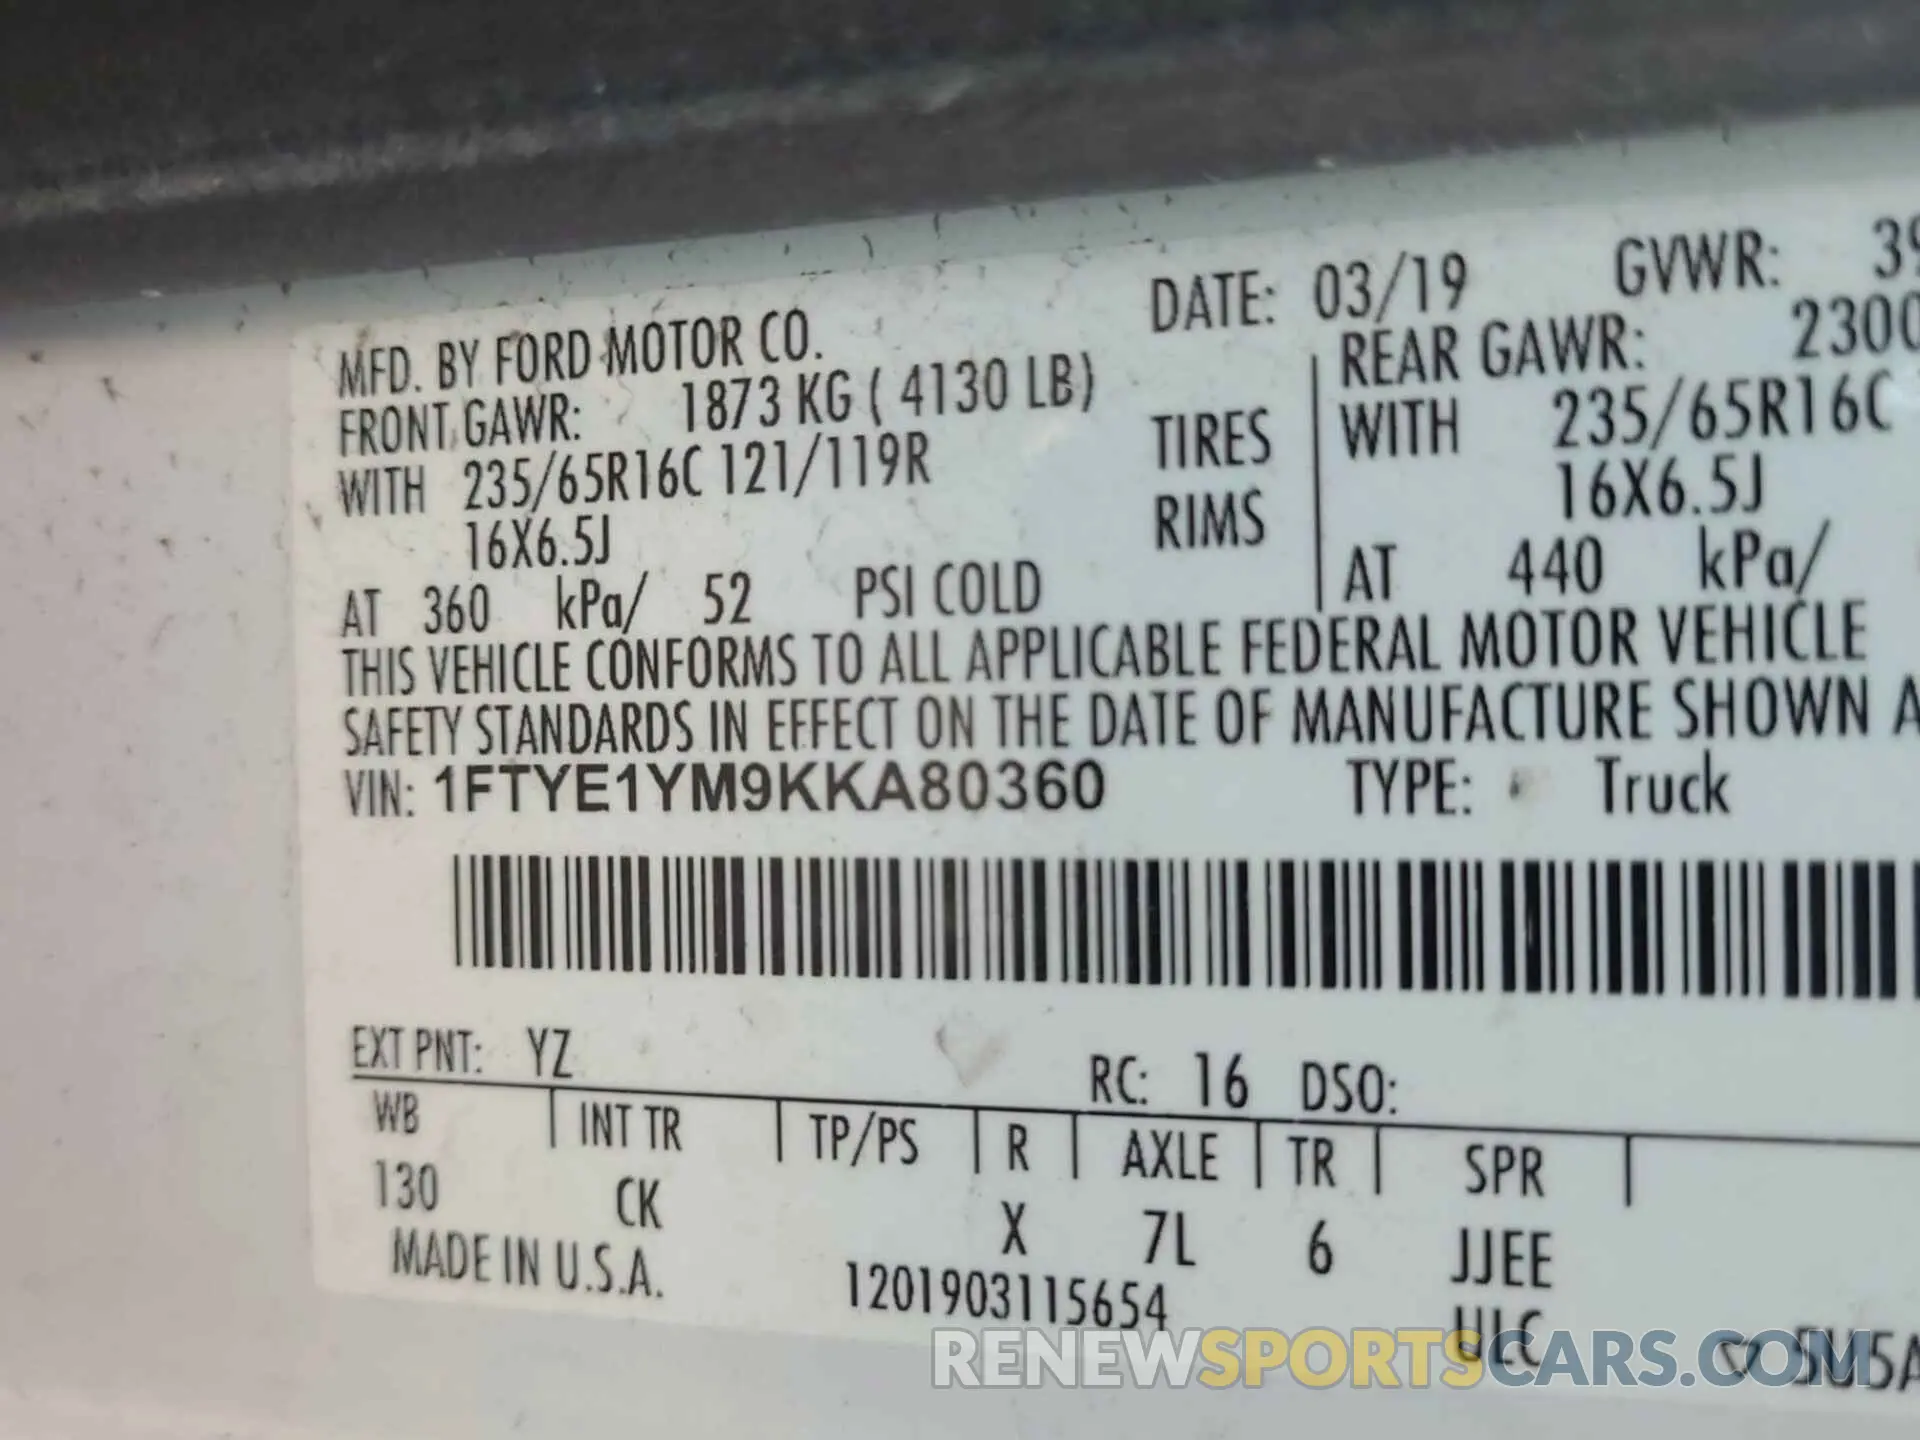 DATE: 03/19 GVWR:
MFD. BY FORD MOTOR CO.
FRONT GAWR: 1873 KG ( 4130 LB)
REAR GAWR: 2300
WITH 235/65R16C 121/119R TIRES WITH 235/65R16C
16X6.5J RIMS 16X6.5J
AT 360 kPa/ 52 PSI COLD AT 440 kPa/
THIS VEHICLE CONFORMS TO ALL APPLICABLE FEDERAL MOTOR VEHICLE
SAFETY STANDARDS IN EFFECT ON THE DATE OF MANUFACTURE SHOWN
VIN: 1FTYE1YM9KKA80360 TYPE: Truck
EXT PNT: YZ RC: 16 DSO:
WB INT TR TP/PS R AXLE TR SPR
130 CK X 7L 6 JJEE
MADE IN U.S.A. 1201903115654 ULC
RENEWSPORTSCARS.COM